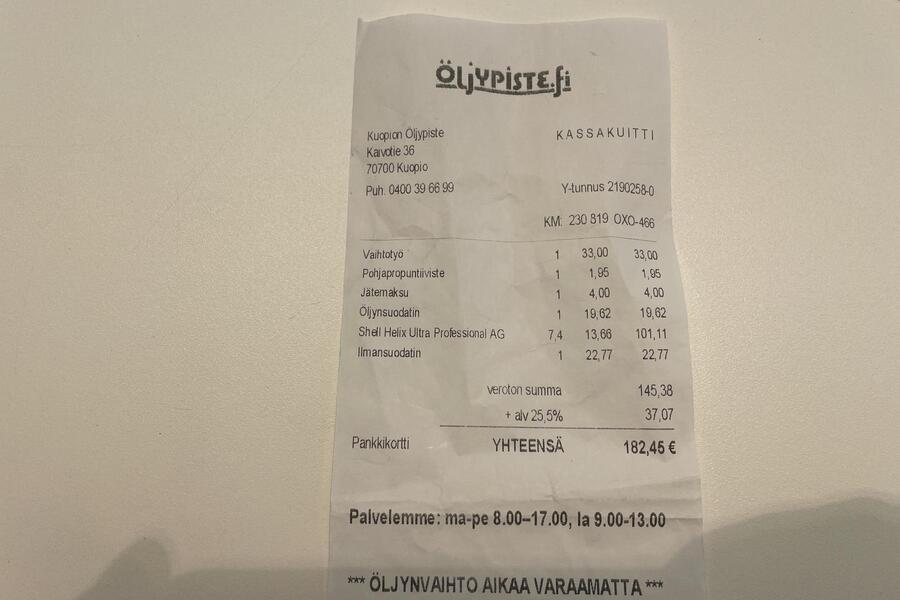 ÖLJYPISTE.fi
Kuopion Öljypiste KASSAKUITTI
Kaivotie 36
70700 Kuopio
Puh. 0400 39 66 99 Y-tunnus 2190258-0
KM: 230 819 OXO-466
Vaihtotyö 1 33,00 33,00
Pohjapropuntiiviste 1 1,95 1,95
Jätemaksu 1 4,00 4,00
Öljynsuodatin 1 19,62 19,62
Shell Helix Ultra Professional AG 7,4 13,66 101,11
Ilmansuodatin 1 22,77 22,77
veroton summa 145,38
+ alv 25,5% 37,07
Pankkikortti YHTEENSÄ 182,45 €
Palvelemme: ma-pe 8.00–17.00, la 9.00-13.00
*** ÖLJYNVAIHTO AIKAA VARAAMATTA ***